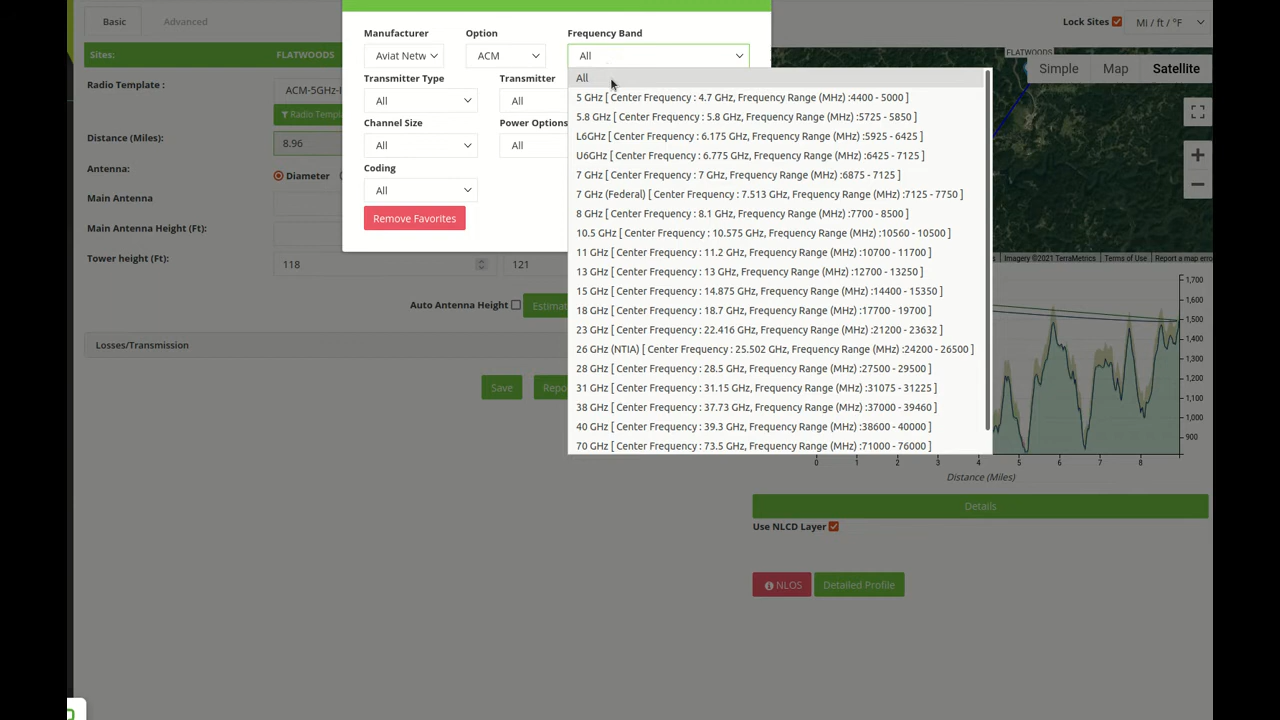 Basic
Advanced
Lock Sites
Mi / ft / °F
Sites:
FLATWOODS
Radio Template :
ACM-5GHz-
Radio Templ
Distance (Miles):
8.96
Antenna:
Diameter
Main Antenna
Main Antenna Height (Ft):
Tower height (Ft):
118
121
Auto Antenna Height
Estimat
Losses/Transmission
Save
Repo
Manufacturer
Aviat Netw
Option
ACM
Frequency Band
All
Transmitter Type
All
Transmitter
All
Channel Size
All
Power Options
All
Coding
All
Remove Favorites
All
5 GHz [ Center Frequency : 4.7 GHz, Frequency Range (MHz) :4400 - 5000 ]
5.8 GHz [ Center Frequency : 5.8 GHz, Frequency Range (MHz) :5725 - 5850 ]
L6GHz [ Center Frequency : 6.175 GHz, Frequency Range (MHz) :5925 - 6425 ]
U6GHz [ Center Frequency : 6.775 GHz, Frequency Range (MHz) :6425 - 7125 ]
7 GHz [ Center Frequency : 7 GHz, Frequency Range (MHz) :6875 - 7125 ]
7 GHz (Federal) [ Center Frequency : 7.513 GHz, Frequency Range (MHz) :7125 - 7750 ]
8 GHz [ Center Frequency : 8.1 GHz, Frequency Range (MHz) :7700 - 8500 ]
10.5 GHz [ Center Frequency : 10.575 GHz, Frequency Range (MHz) :10560 - 10500 ]
11 GHz [ Center Frequency : 11.2 GHz, Frequency Range (MHz) :10700 - 11700 ]
13 GHz [ Center Frequency : 13 GHz, Frequency Range (MHz) :12700 - 13250 ]
15 GHz [ Center Frequency : 14.875 GHz, Frequency Range (MHz) :14400 - 15350 ]
18 GHz [ Center Frequency : 18.7 GHz, Frequency Range (MHz) :17700 - 19700 ]
23 GHz [ Center Frequency : 22.416 GHz, Frequency Range (MHz) :21200 - 23632 ]
26 GHz (NTIA) [ Center Frequency : 25.502 GHz, Frequency Range (MHz) :24200 - 26500 ]
28 GHz [ Center Frequency : 28.5 GHz, Frequency Range (MHz) :27500 - 29500 ]
31 GHz [ Center Frequency : 31.15 GHz, Frequency Range (MHz) :31075 - 31225 ]
38 GHz [ Center Frequency : 37.73 GHz, Frequency Range (MHz) :37000 - 39460 ]
40 GHz [ Center Frequency : 39.3 GHz, Frequency Range (MHz) :38600 - 40000 ]
70 GHz [ Center Frequency : 73.5 GHz, Frequency Range (MHz) :71000 - 76000 ]
FLATWOODS
Simple
Map
Satellite
Imagery ©2021 TerraMetrics
Terms of Use
Report a map erro
1,700
1,600
1,500
1,400
1,300
1,200
1,100
1,000
900
0 1 2 3 4 5 6 7 8
Distance (Miles)
Details
Use NLCD Layer
NLOS
Detailed Profile